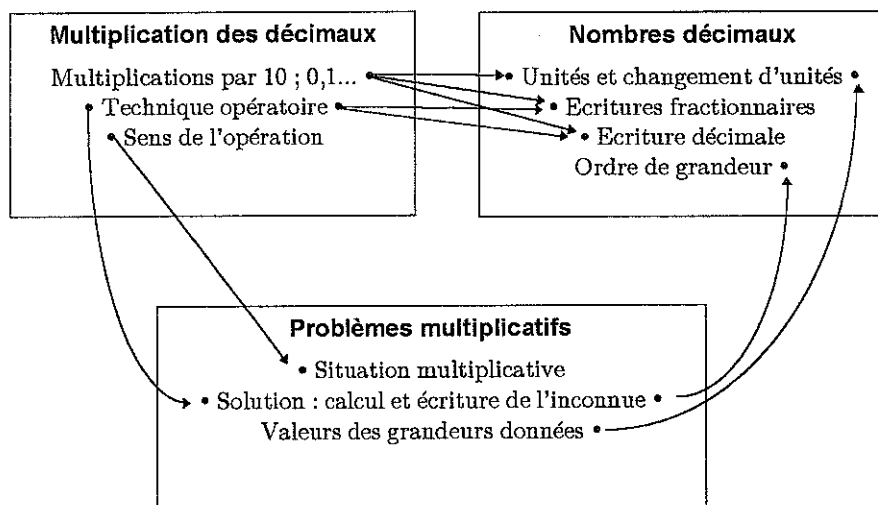 Multiplication des décimaux
Multiplications par 10 ; 0,1...
• Technique opératoire
• Sens de l'opération
Nombres décimaux
• Unités et changement d'unités
• Ecritures fractionnaires
• Ecriture décimale
Ordre de grandeur
Problèmes multiplicatifs
• Situation multiplicative
• Solution : calcul et écriture de l'inconnue
Valeurs des grandeurs données